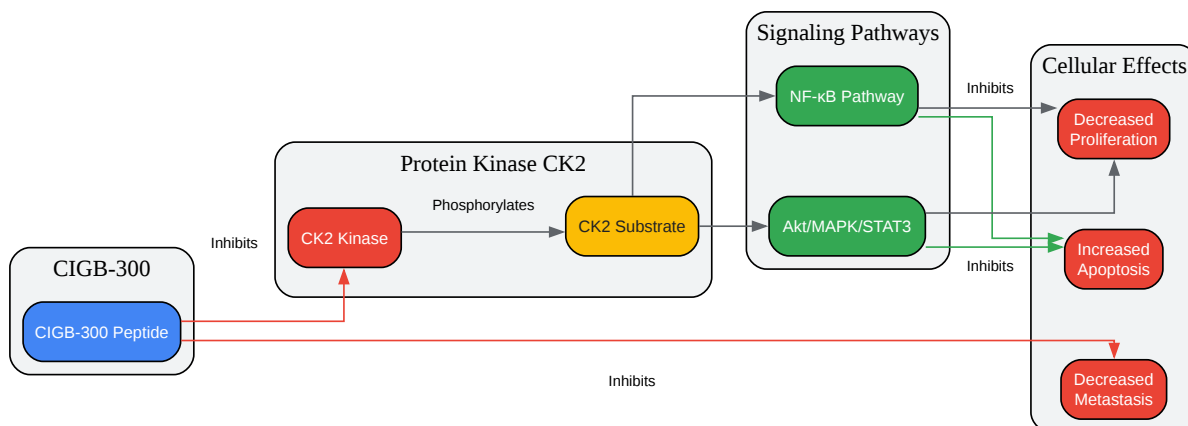 Signaling Pathways
Cellular Effects
NF-κB Pathway
Inhibits
Decreased
Proliferation
Protein Kinase CK2
Phosphorylates
CK2 Kinase
CK2 Substrate
Akt/MAPK/STAT3
Inhibits
Increased
Apoptosis
Inhibits
CIGB-300
CIGB-300 Peptide
Inhibits
Decreased
Metastasis